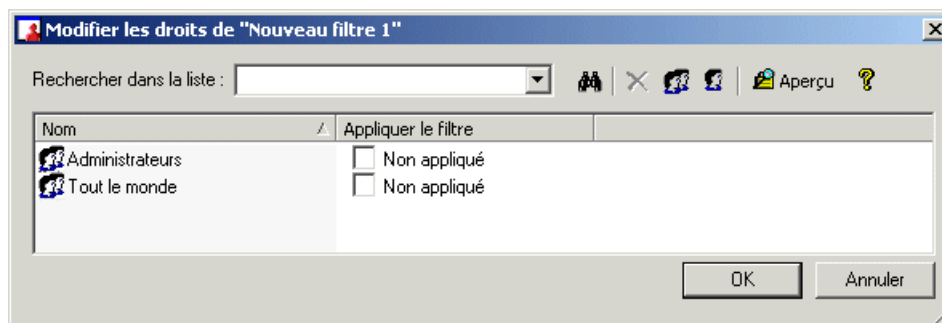 Modifier les droits de "Nouveau filtre 1"
Rechercher dans la liste :
Aperçu
Nom Appliquer le filtre
Administrateurs Non appliqué
Tout le monde Non appliqué
OK Annuler